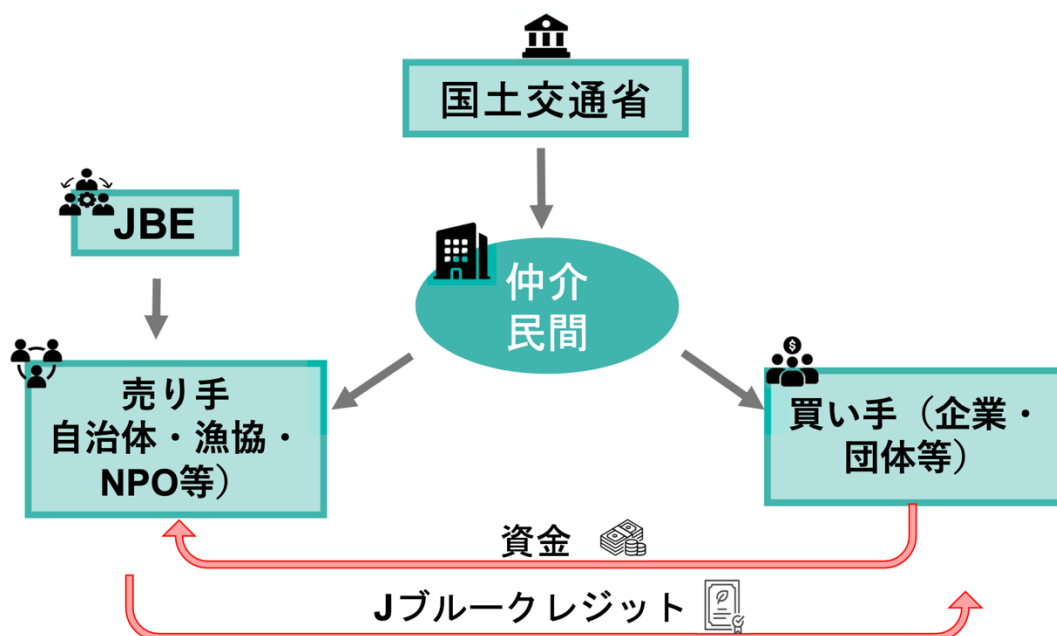 国土交通省
JBE
仲介
民間
売り手
自治体・漁協・
NPO等）
買い手（企業・
団体等）
資金
Jブルークレジット